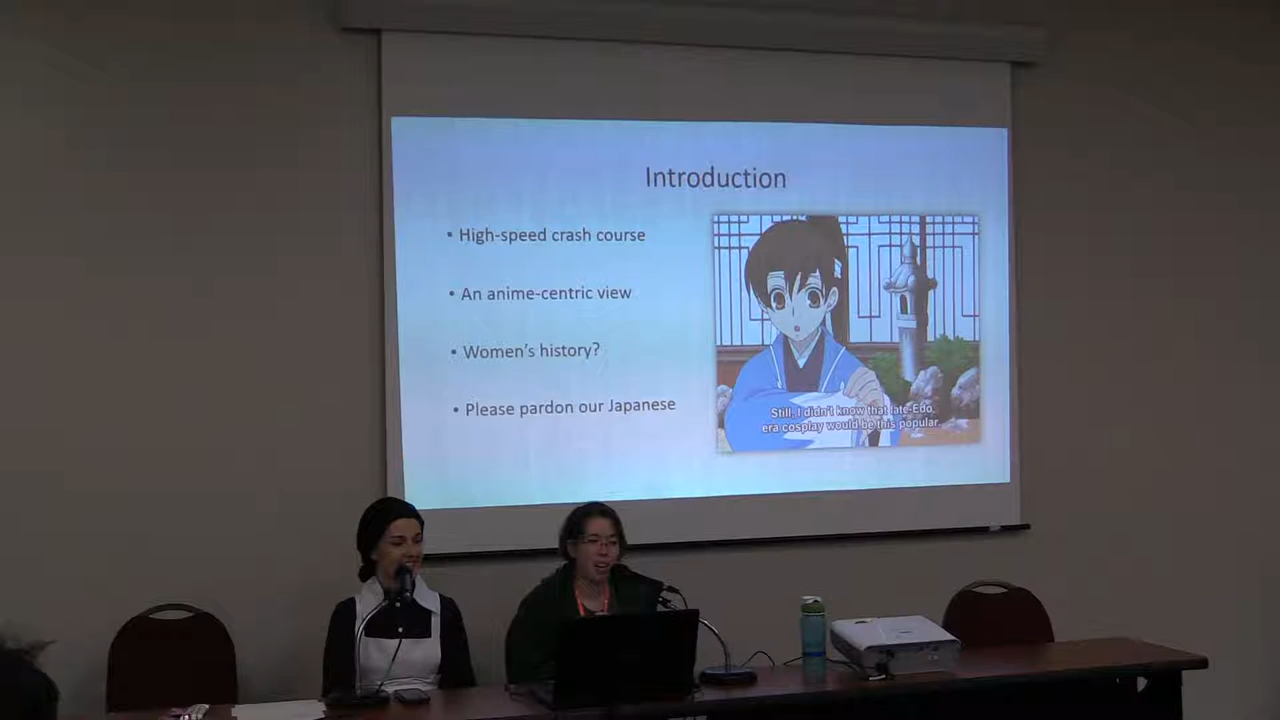 Introduction
• High-speed crash course
• An anime-centric view
• Women's history?
• Please pardon our Japanese
Still, I didn't know that late-Edo
era cosplay would be this popular.